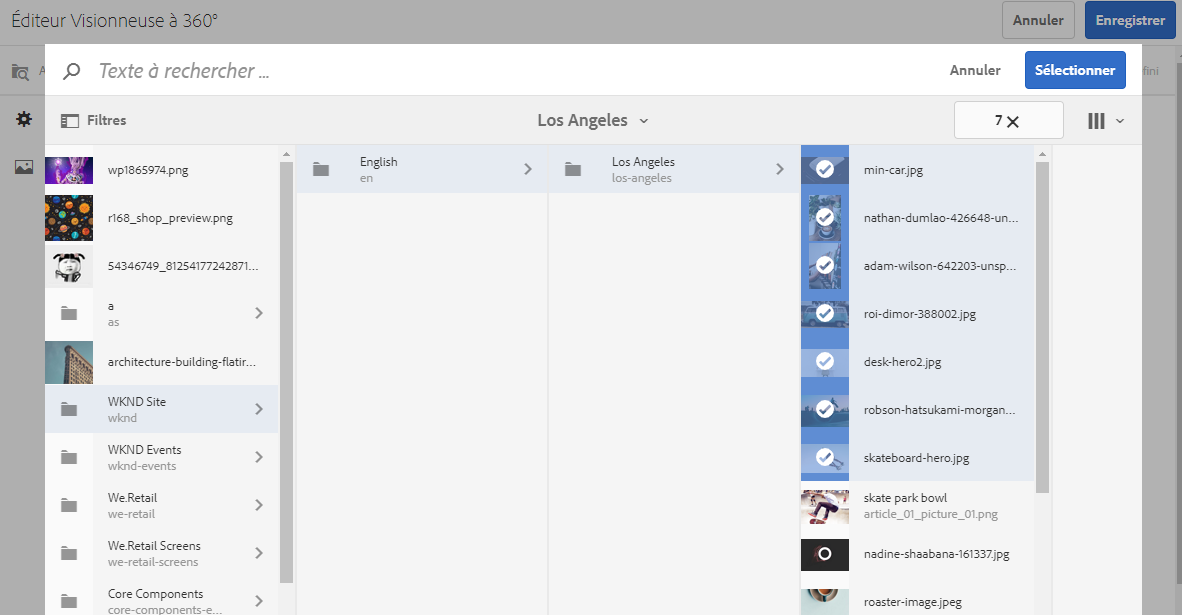 Éditeur Visionneuse à 360°
Annuler
Enregistrer
A
fini
Texte à rechercher ...
Annuler
Sélectionner
Filtres
Los Angeles
7
wp1865974.png
r168_shop_preview.png
54346749_81254177242871...
a
as
architecture-building-flatir...
WKND Site
wknd
WKND Events
wknd-events
We.Retail
we-retail
We.Retail Screens
we-retail-screens
Core Components
core-components-e...
English
en
Los Angeles
los-angeles
min-car.jpg
nathan-dumlao-426648-un...
adam-wilson-642203-unsp...
roi-dimor-388002.jpg
desk-hero2.jpg
robson-hatsukami-morgan...
skateboard-hero.jpg
skate park bowl
article_01_picture_01.png
nadine-shaabana-161337.jpg
roaster-image.jpeg